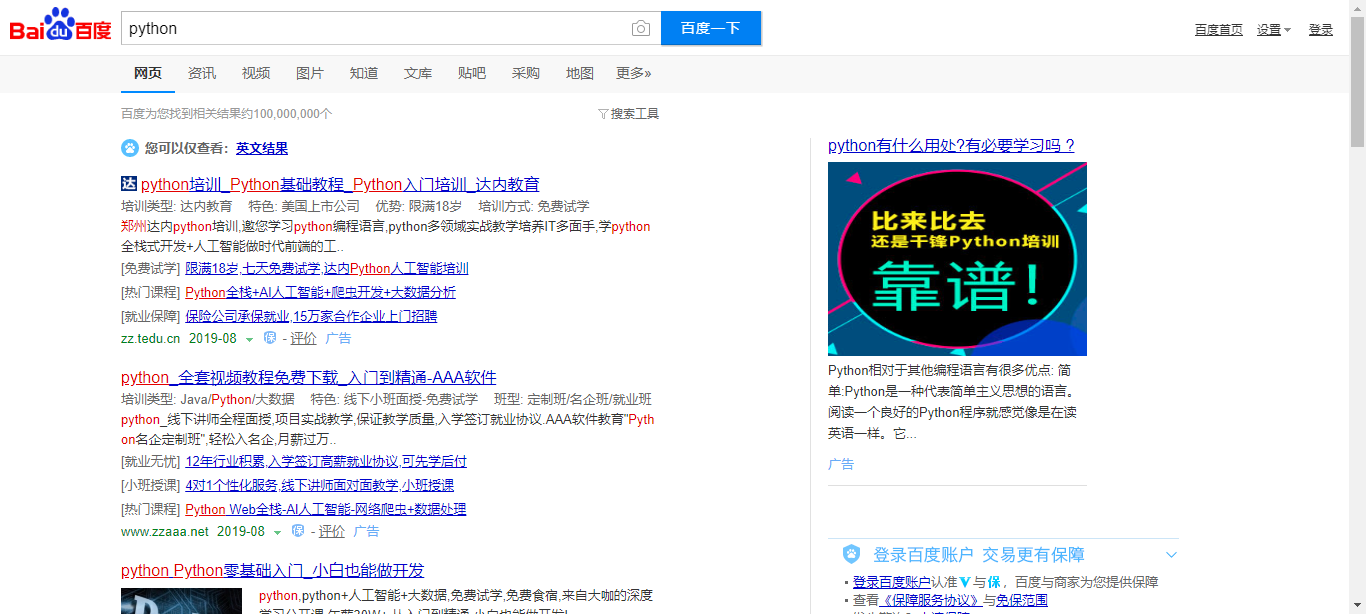 Bai du 百度
python
百度一下
百度首页 设置 登录
网页 资讯 视频 图片 知道 文库 贴吧 采购 地图 更多»
百度为您找到相关结果约100,000,000个
搜索工具
您可以仅查看：英文结果
达 python培训_Python基础教程_Python入门培训_达内教育
培训类型: 达内教育 特色: 美国上市公司 优势: 限满18岁 培训方式: 免费试学
郑州达内python培训,邀您学习python编程语言,python多领域实战教学培养IT多面手,学python
全栈式开发+人工智能做时代前端的工..
[免费试学] 限满18岁,七天免费试学,达内Python人工智能培训
[热门课程] Python全栈+AI人工智能+爬虫开发+大数据分析
[就业保障] 保险公司承保就业,15万家合作企业上门招聘
zz.tedu.cn 2019-08 保 - 评价 广告
python_全套视频教程免费下载_入门到精通-AAA软件
培训类型: Java/Python/大数据 特色: 线下小班面授-免费试学 班型: 定制班/名企班/就业班
python_线下讲师全程面授,项目实战教学,保证教学质量,入学签订就业协议.AAA软件教育"Pyth
on名企定制班",轻松入名企,月薪过万..
[就业无忧] 12年行业积累,入学签订高薪就业协议,可先学后付
[小班授课] 4对1个性化服务,线下讲师面对面教学,小班授课
[热门课程] Python Web全栈-AI人工智能-网络爬虫+数据处理
www.zzaaa.net 2019-08 保 - 评价 广告
python Python零基础入门_小白也能做开发
python,python+人工智能+大数据,免费试学,免费食宿,来自大咖的深度
python有什么用处?有必要学习吗？
比来比去
还是千锋Python培训
靠谱!
Python相对于其他编程语言有很多优点: 简
单:Python是一种代表简单主义思想的语言。
阅读一个良好的Python程序就感觉像是在读
英语一样。它...
广告
登录百度账户 交易更有保障
登录百度账户认准V与保，百度与商家为您提供保障
查看《保障服务协议》与免保范围